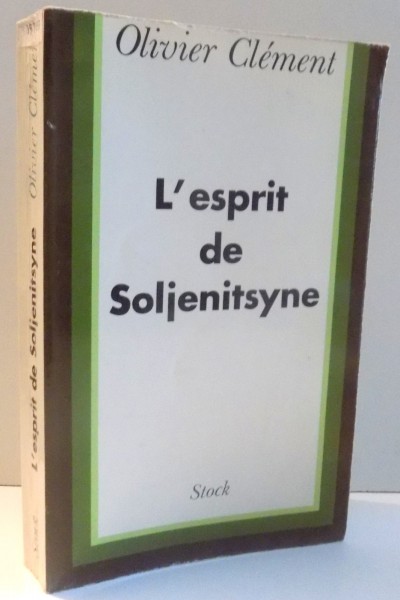 Olivier Clément
L'esprit
de
Soljenitsyne
Stock
L'esprit de Soljenitsyne Olivier Clément